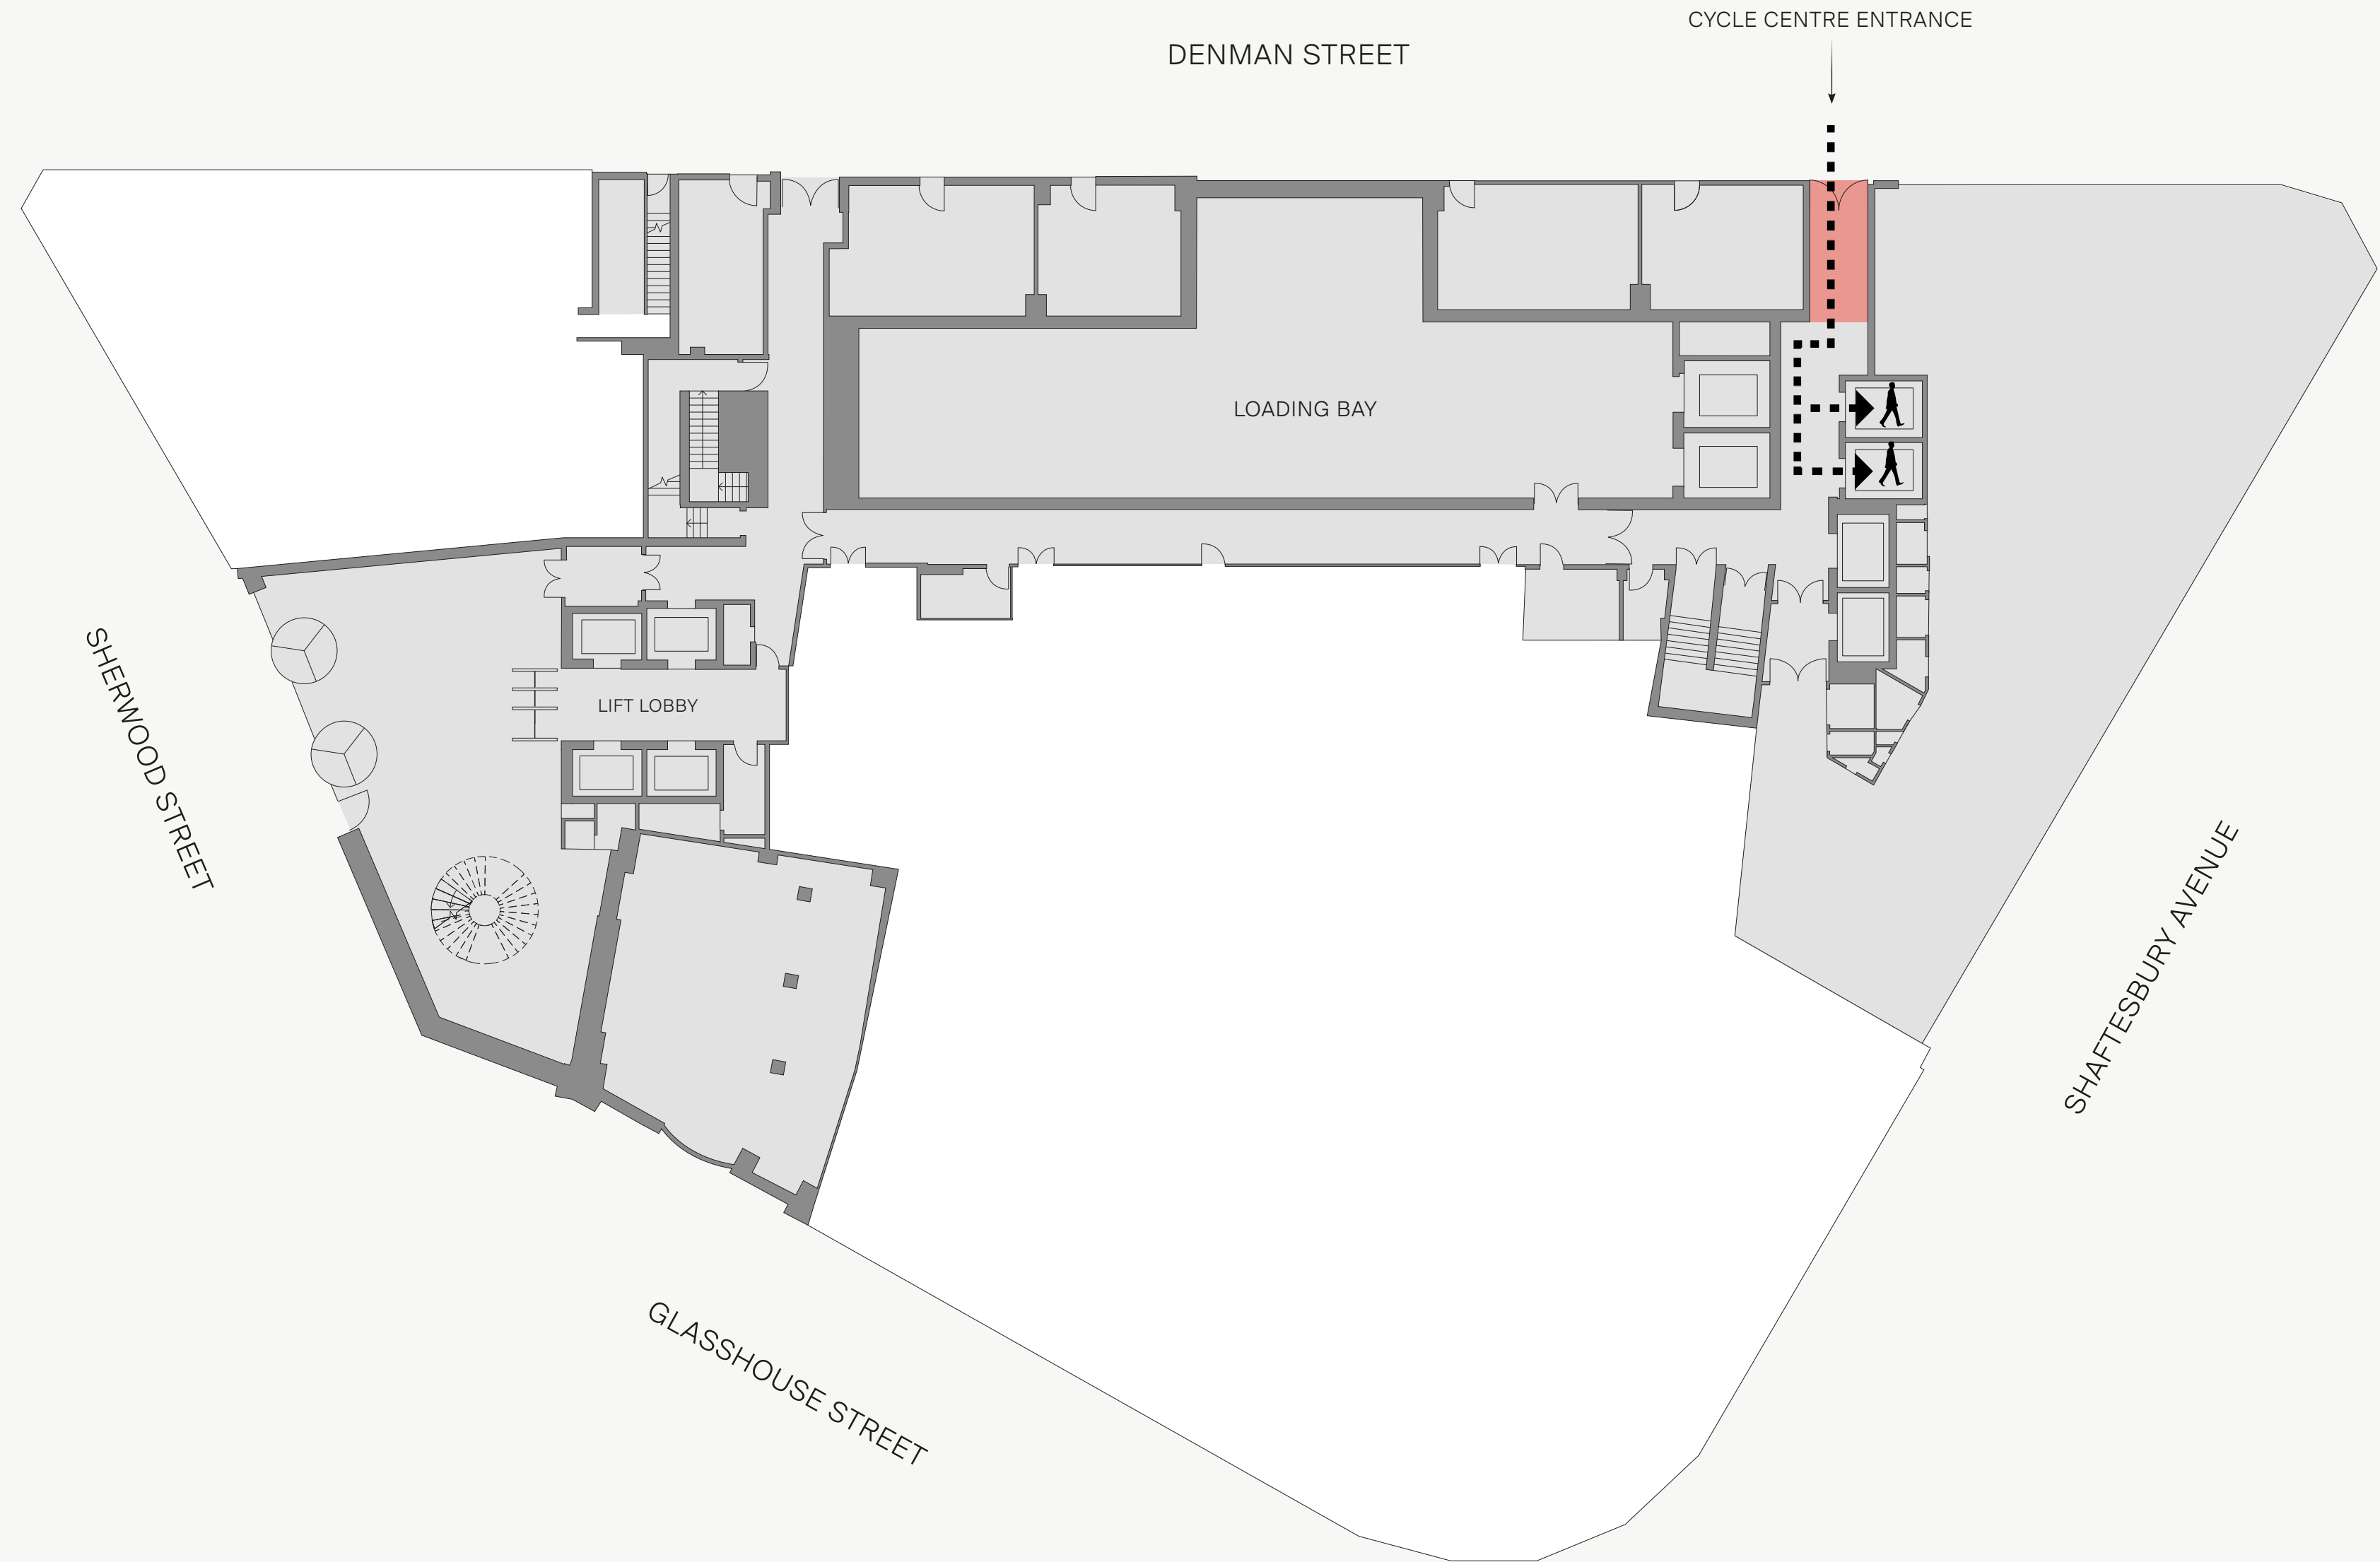 CYCLE CENTRE ENTRANCE
DENMAN STREET
LOADING BAY
LIFT LOBBY
SHERWOOD STREET
SHAFTESBURY AVENUE
GLASSHOUSE STREET